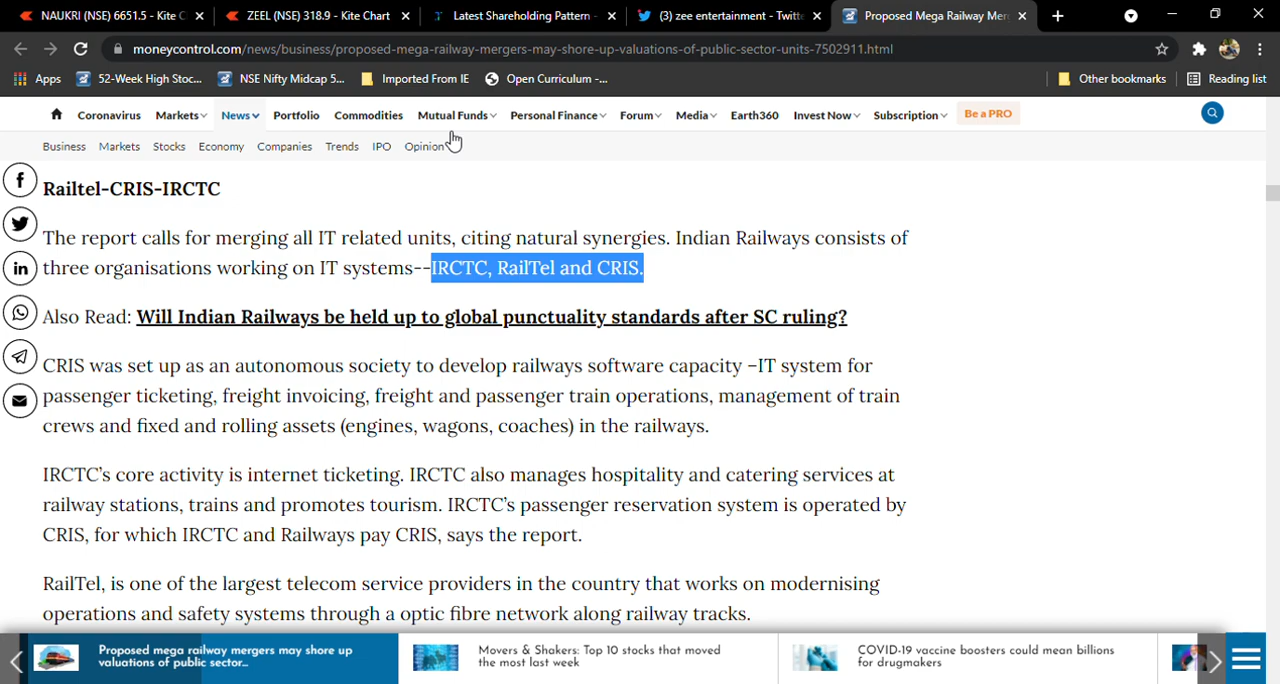 NAUKRI (NSE) 6651.5 - Kite C
ZEEL (NSE) 318.9 - Kite Chart
Latest Shareholding Pattern -
(3) zee entertainment - Twitte
Proposed Mega Railway Mer
moneycontrol.com/news/business/proposed-mega-railway-mergers-may-shore-up-valuations-of-public-sector-units-7502911.html
Apps
52-Week High Stoc...
NSE Nifty Midcap 5...
Imported From IE
Open Curriculum -...
Other bookmarks
Reading list
Coronavirus Markets News Portfolio Commodities Mutual Funds Personal Finance Forum Media Earth360 Invest Now Subscription Be a PRO
Business Markets Stocks Economy Companies Trends IPO Opinion
Railtel-CRIS-IRCTC
The report calls for merging all IT related units, citing natural synergies. Indian Railways consists of
three organisations working on IT systems--IRCTC, RailTel and CRIS.
Also Read: Will Indian Railways be held up to global punctuality standards after SC ruling?
CRIS was set up as an autonomous society to develop railways software capacity –IT system for
passenger ticketing, freight invoicing, freight and passenger train operations, management of train
crews and fixed and rolling assets (engines, wagons, coaches) in the railways.
IRCTC’s core activity is internet ticketing. IRCTC also manages hospitality and catering services at
railway stations, trains and promotes tourism. IRCTC’s passenger reservation system is operated by
CRIS, for which IRCTC and Railways pay CRIS, says the report.
RailTel, is one of the largest telecom service providers in the country that works on modernising
operations and safety systems through a optic fibre network along railway tracks.
Proposed mega railway mergers may shore up
valuations of public sector...
Movers & Shakers: Top 10 stocks that moved
the most last week
COVID-19 vaccine boosters could mean billions
for drugmakers